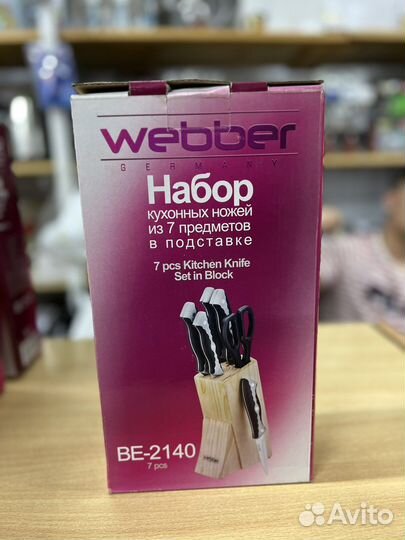 webber
GERMANY
Набор
кухонных ножей
из 7 предметов
в подставке
7 pcs Kitchen Knife
Set in Block
BE-2140
7 pcs
webber
Avito